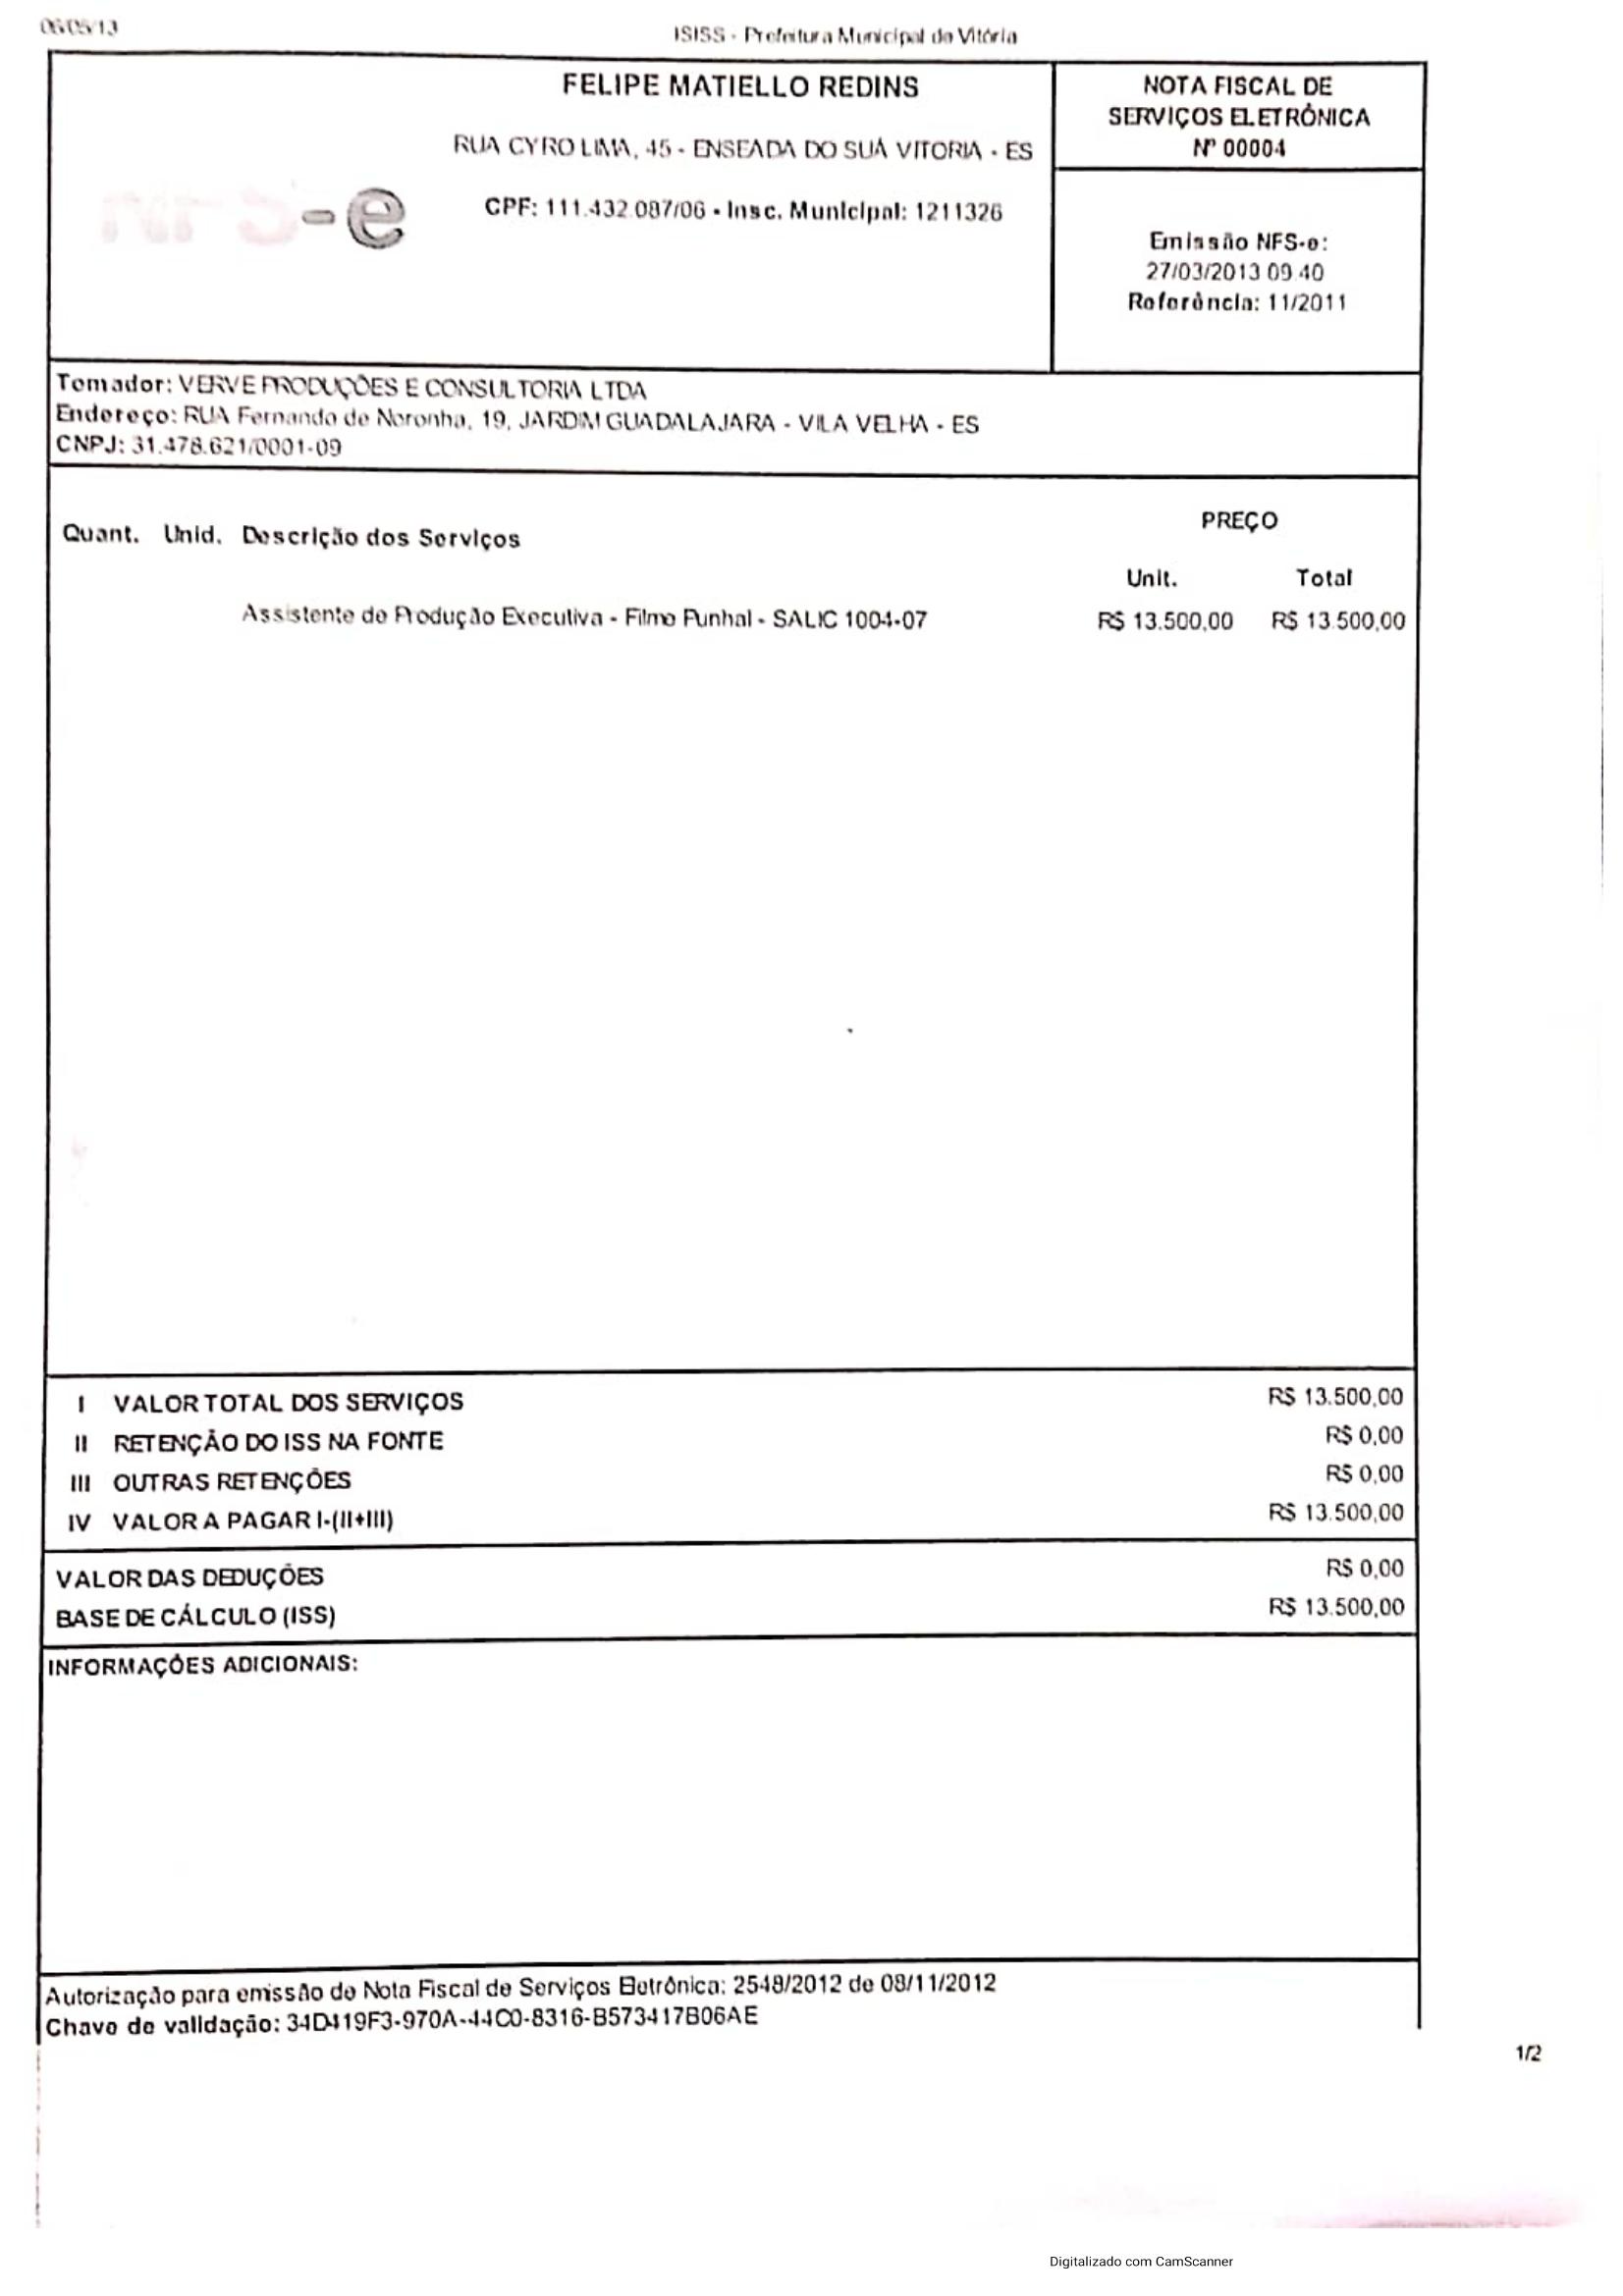 06/05/13
ISISS - Prefeitura Municipal de Vitória
FELIPE MATIELLO REDINS
RUA CYRO LIMA, 45 - ENSEADA DO SUÁ VITORIA - ES
CPF: 111.432.087/06 - Insc. Municipal: 1211326
NFS-e
NOTA FISCAL DE
SERVIÇOS ELETRÔNICA
Nº 00004
Emissão NFS-e:
27/03/2013 09:40
Referência: 11/2011
Tomador: VERVE PRODUÇÕES E CONSULTORIA LTDA
Endereço: RUA Fernando de Noronha, 19, JARDIM GUADALAJARA - VILA VELHA - ES
CNPJ: 31.478.621/0001-09
Quant. Unid. Descrição dos Serviços
PREÇO
Unit. Total
Assistente de Produção Executiva - Filme Punhal - SALIC 1004-07 R$ 13.500,00 R$ 13.500,00
I VALOR TOTAL DOS SERVIÇOS R$ 13.500,00
II RETENÇÃO DO ISS NA FONTE R$ 0,00
III OUTRAS RETENÇÕES R$ 0,00
IV VALOR A PAGAR I-(II+III) R$ 13.500,00
VALOR DAS DEDUÇÕES R$ 0,00
BASE DE CÁLCULO (ISS) R$ 13.500,00
INFORMAÇÕES ADICIONAIS:
Autorização para emissão de Nota Fiscal de Serviços Eletrônica: 2548/2012 de 08/11/2012
Chave de validação: 34D419F3-970A-44C0-8316-B573417B06AE
1/2
Digitalizado com CamScanner